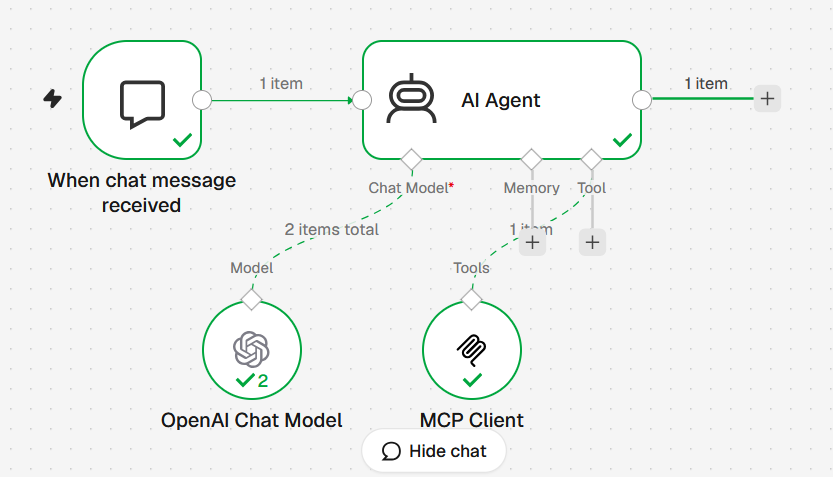 1 item
AI Agent
1 item
When chat message
received
Chat Model*
Memory
Tool
2 items total
1 item
Model
Tools
2
OpenAI Chat Model
MCP Client
Hide chat